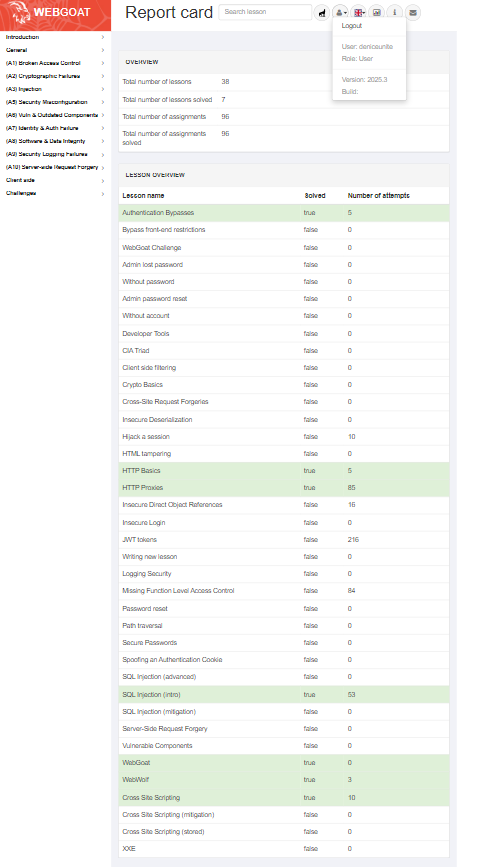 WEBGOAT
Report card
Search lesson
Logout
User: deniceunite
Role: User
Version: 2025.3
Build:
Introduction
General
(A1) Broken Access Control
(A2) Cryptographic Failures
(A3) Injection
(A5) Security Misconfiguration
(A6) Vuln & Outdated Components
(A7) Identity & Auth Failure
(A8) Software & Data Integrity
(A9) Security Logging Failures
(A10) Server-side Request Forgery
Client side
Challenges
OVERVIEW
Total number of lessons 38
Total number of lessons solved 7
Total number of assignments 96
Total number of assignments 96
solved
LESSON OVERVIEW
Lesson name Solved Number of attempts
Authentication Bypasses true 5
Bypass front-end restrictions false 0
WebGoat Challenge false 0
Admin lost password false 0
Without password false 0
Admin password reset false 0
Without account false 0
Developer Tools false 0
CIA Triad false 0
Client side filtering false 0
Crypto Basics false 0
Cross-Site Request Forgeries false 0
Insecure Deserialization false 0
Hijack a session false 10
HTML tampering false 0
HTTP Basics true 5
HTTP Proxies true 85
Insecure Direct Object References false 16
Insecure Login false 0
JWT tokens false 216
Writing new lesson false 0
Logging Security false 0
Missing Function Level Access Control false 84
Password reset false 0
Path traversal false 0
Secure Passwords false 0
Spoofing an Authentication Cookie false 0
SQL Injection (advanced) false 0
SQL Injection (intro) true 53
SQL Injection (mitigation) false 0
Server-Side Request Forgery false 0
Vulnerable Components false 0
WebGoat true 0
WebWolf true 3
Cross Site Scripting true 10
Cross Site Scripting (mitigation) false 0
Cross Site Scripting (stored) false 0
XXE false 0